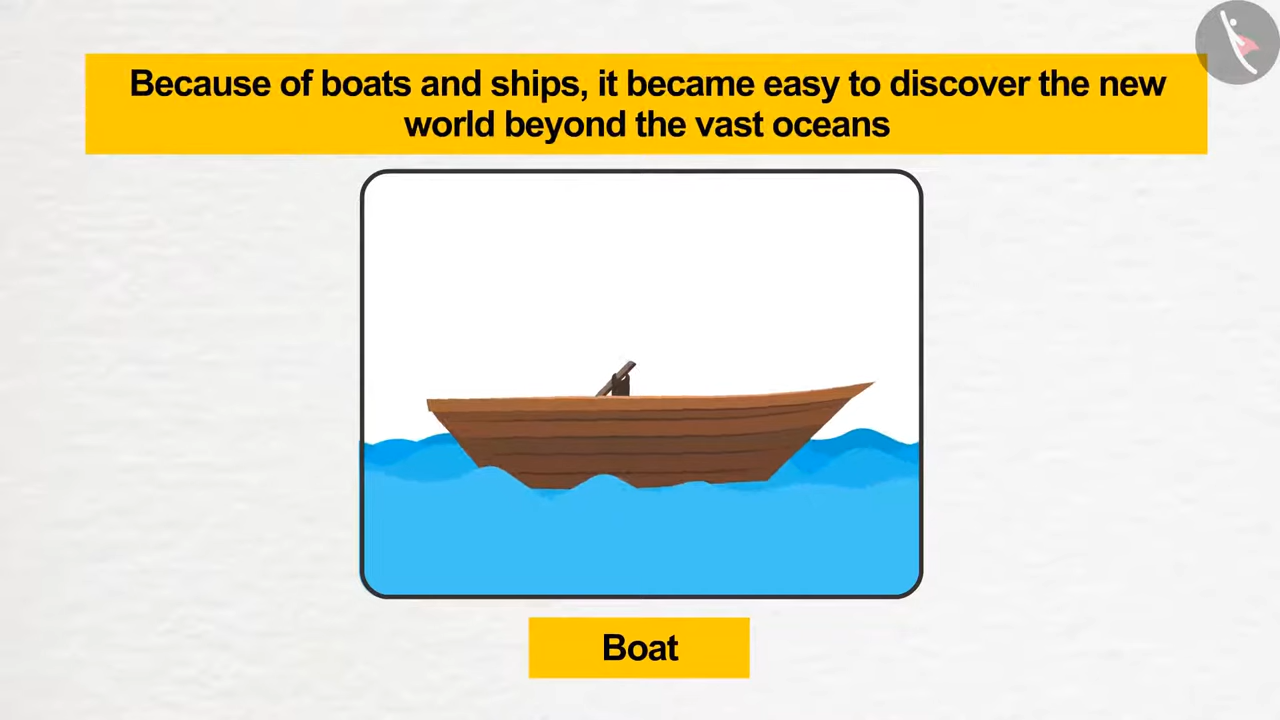 Because of boats and ships, it became easy to discover the new
world beyond the vast oceans
Boat